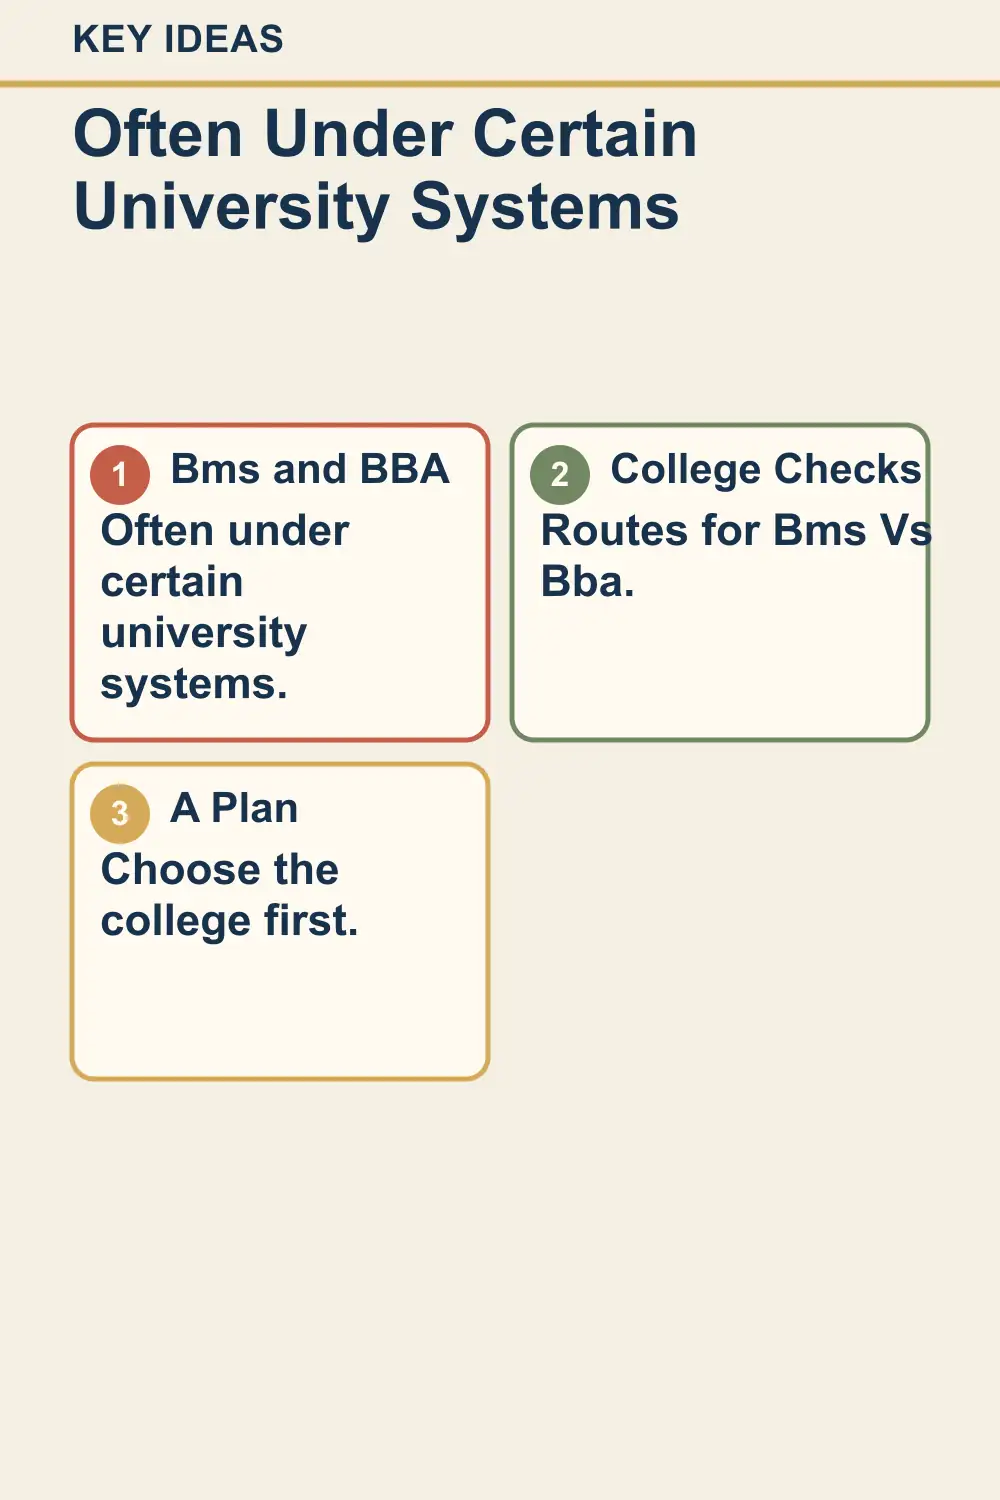 KEY IDEAS
Often Under Certain
University Systems
1 Bms and BBA
Often under
certain
university
systems.
2 College Checks
Routes for Bms Vs
Bba.
3 A Plan
Choose the
college first.